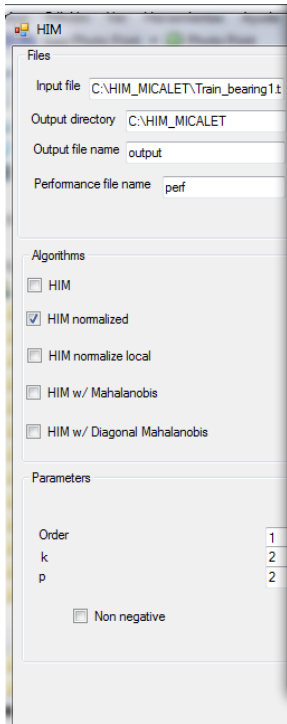 HIM
Files
Input file C:\HIM_MICALET\Train_bearing1.t
Output directory C:\HIM_MICALET
Output file name output
Performance file name perf
Algorithms
HIM
HIM normalized
HIM normalize local
HIM w/ Mahalanobis
HIM w/ Diagonal Mahalanobis
Parameters
Order 1
k 2
p 2
Non negative